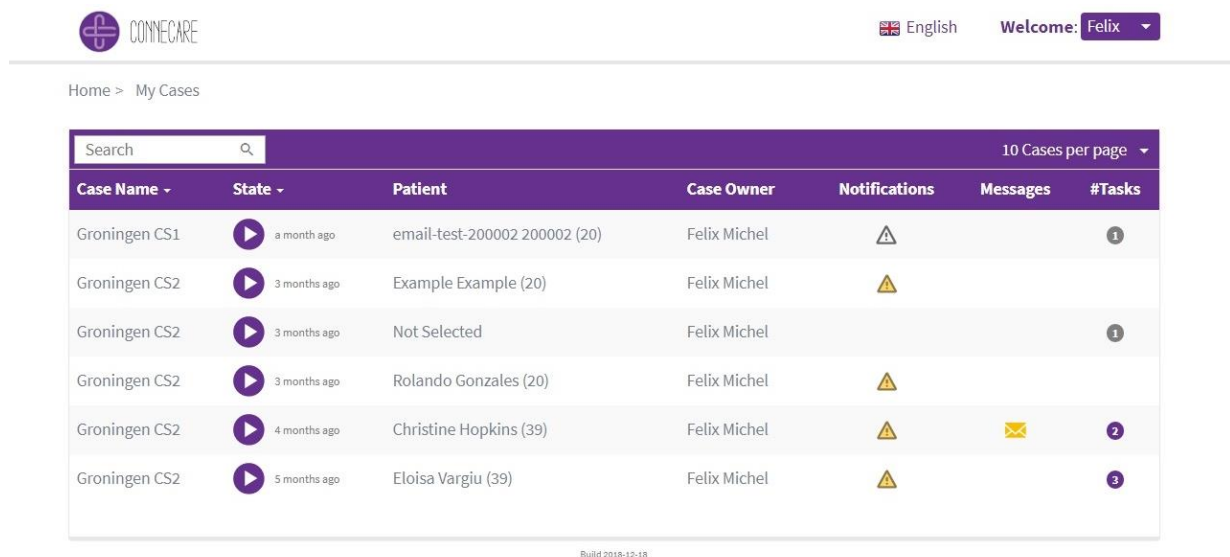 CONNECARE English Welcome: Felix
Home > My Cases
Search 10 Cases per page
Case Name State Patient Case Owner Notifications Messages #Tasks
Groningen CS1 a month ago email-test-200002 200002 (20) Felix Michel 1
Groningen CS2 3 months ago Example Example (20) Felix Michel
Groningen CS2 3 months ago Not Selected Felix Michel 1
Groningen CS2 3 months ago Rolando Gonzales (20) Felix Michel
Groningen CS2 4 months ago Christine Hopkins (39) Felix Michel 2
Groningen CS2 5 months ago Eloisa Vargiu (39) Felix Michel 3
Build 2018-12-18